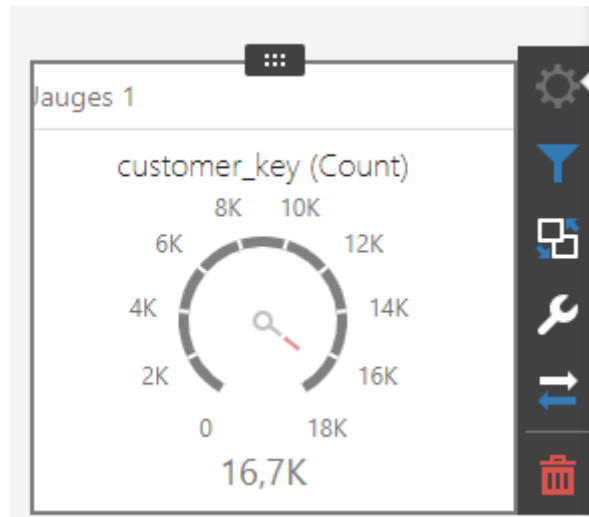 Jauges 1
customer_key (Count)
8K 10K
6K 12K
4K 14K
2K 16K
0 18K
16,7K